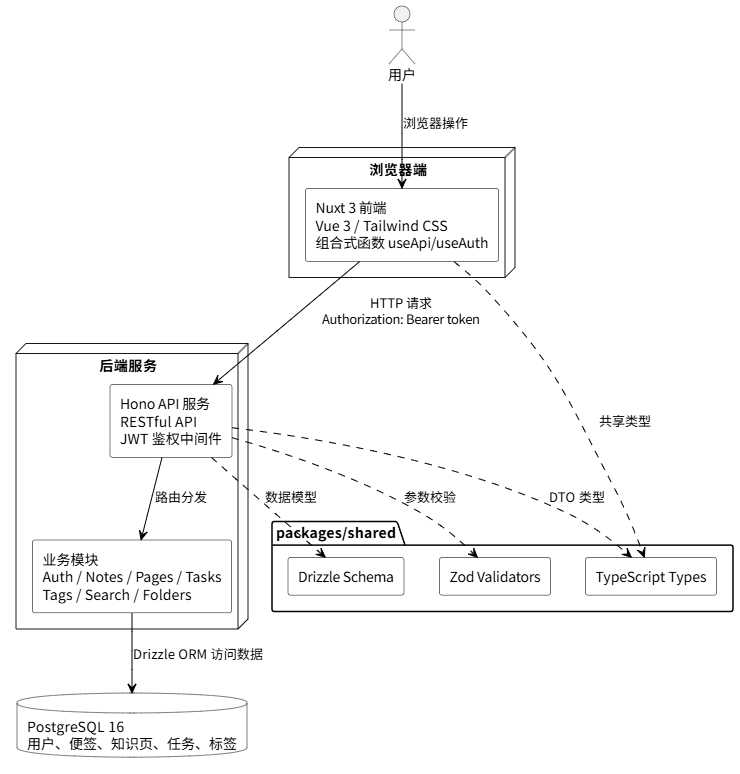 用户
浏览器操作
浏览器端
Nuxt 3 前端
Vue 3 / Tailwind CSS
组合式函数 useApi/useAuth
HTTP 请求
Authorization: Bearer token
后端服务
Hono API 服务
RESTful API
JWT 鉴权中间件
共享类型
路由分发
数据模型
参数校验
DTO 类型
packages/shared
业务模块
Auth / Notes / Pages / Tasks
Tags / Search / Folders
Drizzle Schema
Zod Validators
TypeScript Types
Drizzle ORM 访问数据
PostgreSQL 16
用户、便签、知识页、任务、标签